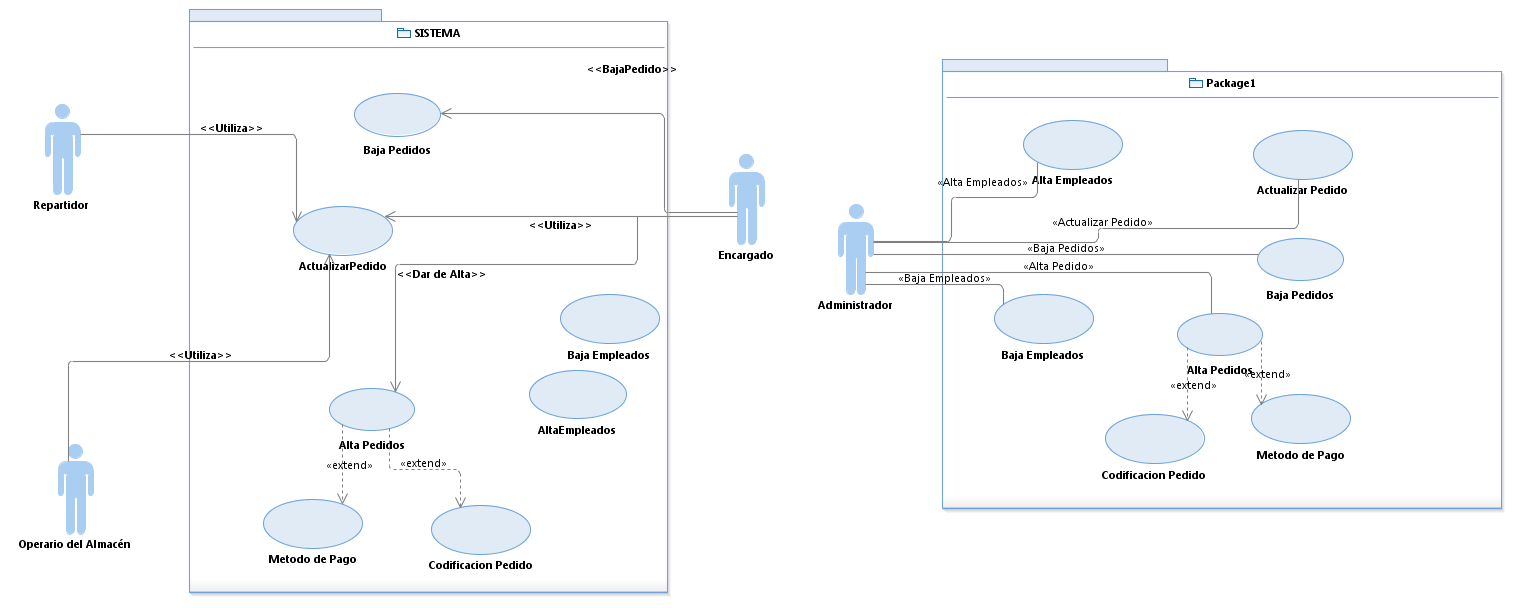 SISTEMA
<<BajaPedido>>
Baja Pedidos
<<Utiliza>>
Repartidor
<<Utiliza>>
Encargado
ActualizarPedido
<<Dar de Alta>>
Baja Empleados
<<Utiliza>>
AltaEmpleados
Alta Pedidos
«extend»
«extend»
Operario del Almacén
Metodo de Pago
Codificacion Pedido
Package1
Alta Empleados
«Alta Empleados»
Actualizar Pedido
«Actualizar Pedido»
«Baja Pedidos»
«Alta Pedido»
«Baja Empleados»
Baja Pedidos
Administrador
Baja Empleados
Alta Pedidos
«extend»
«extend»
Metodo de Pago
Codificacion Pedido